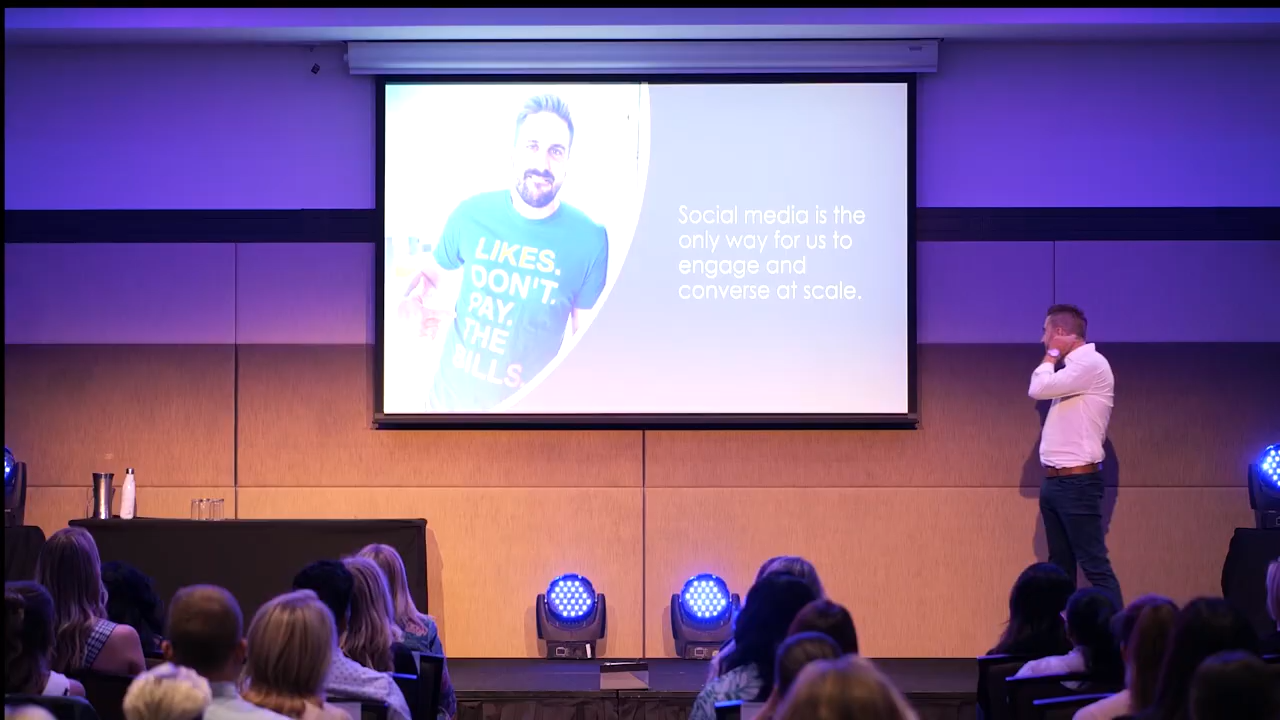 LIKES.
DON'T.
PAY.
THE
BILLS.
Social media is the
only way for us to
engage and
converse at scale.